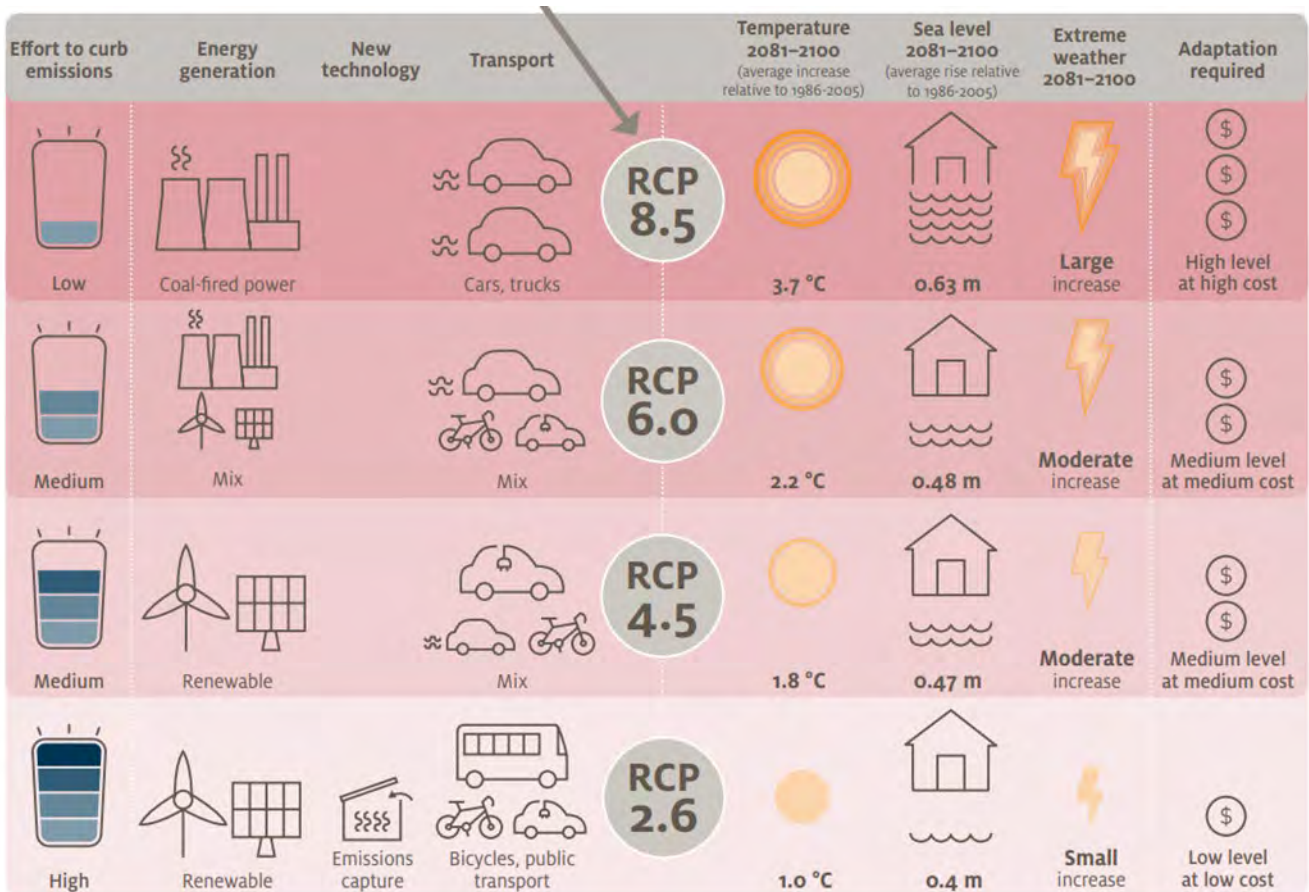 Effort to curb
emissions
Energy
generation
New
technology
Transport
Temperature
2081–2100
(average increase
relative to 1986-2005)
Sea level
2081–2100
(average rise relative
to 1986-2005)
Extreme
weather
2081–2100
Adaptation
required
Low
Coal-fired power
Cars, trucks
RCP
8.5
3.7 °C
0.63 m
Large
increase
$
$
$
High level
at high cost
Medium
Mix
Mix
RCP
6.0
2.2 °C
0.48 m
Moderate
increase
$
$
Medium level
at medium cost
Medium
Renewable
Mix
RCP
4.5
1.8 °C
0.47 m
Moderate
increase
$
$
Medium level
at medium cost
High
Renewable
Emissions
capture
Bicycles, public
transport
RCP
2.6
1.0 °C
0.4 m
Small
increase
$
Low level
at low cost